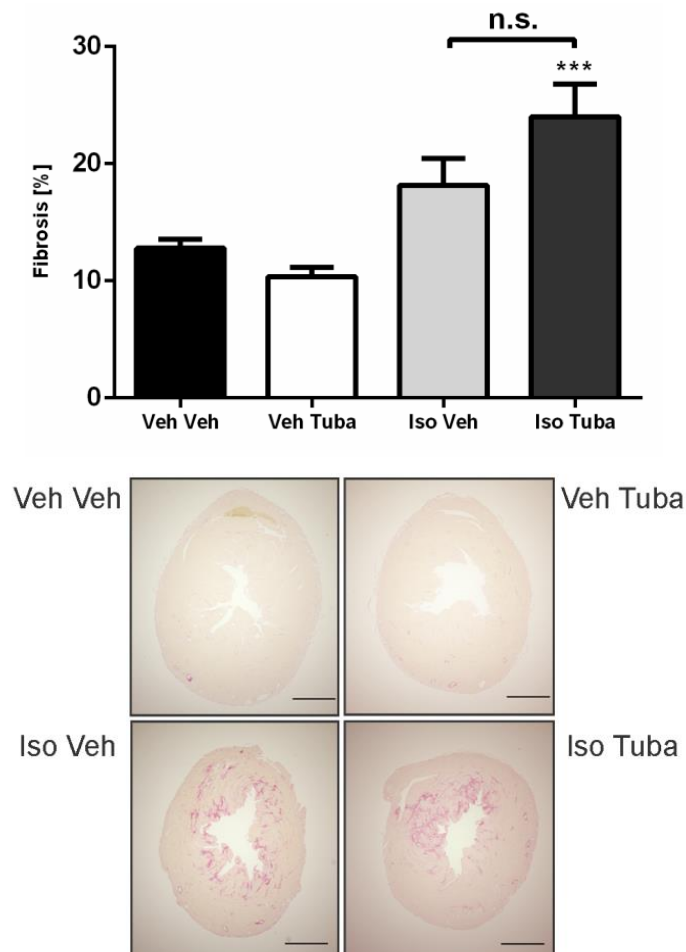 n.s.
***
30
20
10
0
Fibrosis [%]
Veh Veh
Veh Tuba
Iso Veh
Iso Tuba
Veh Veh
Veh Tuba
Iso Veh
Iso Tuba